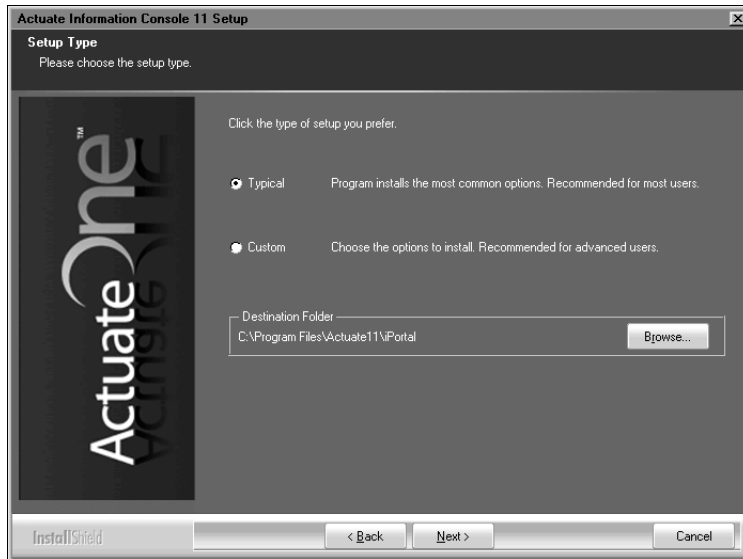 Actuate Information Console 11 Setup
Setup Type
Please choose the setup type.
ActuateOne™
Click the type of setup you prefer.
Typical Program installs the most common options. Recommended for most users.
Custom Choose the options to install. Recommended for advanced users.
Destination Folder
C:\Program Files\Actuate11\iPortal
Browse...
InstallShield
< Back Next > Cancel